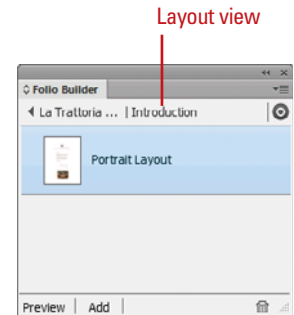 Layout view
Folio Builder
La Trattoria ... | Introduction
Portrait Layout
Preview | Add |